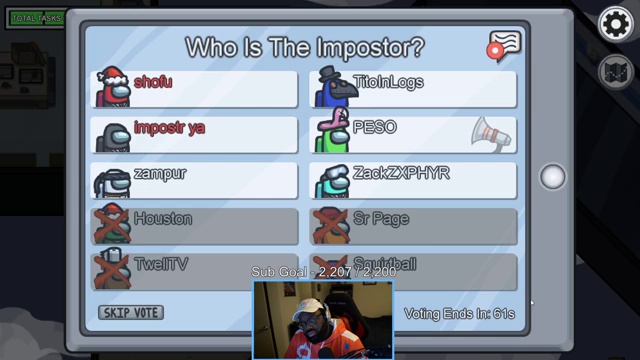 TOTAL TASKS
Who Is The Impostor?
shofu
TitoInLogs
impostr ya
PESO
zampur
ZackZXPHYR
Houston
Sr Page
TwellTV
Squidball
Sub Goal - 2,207 / 2,200
SKIP VOTE
Voting Ends In: 61s